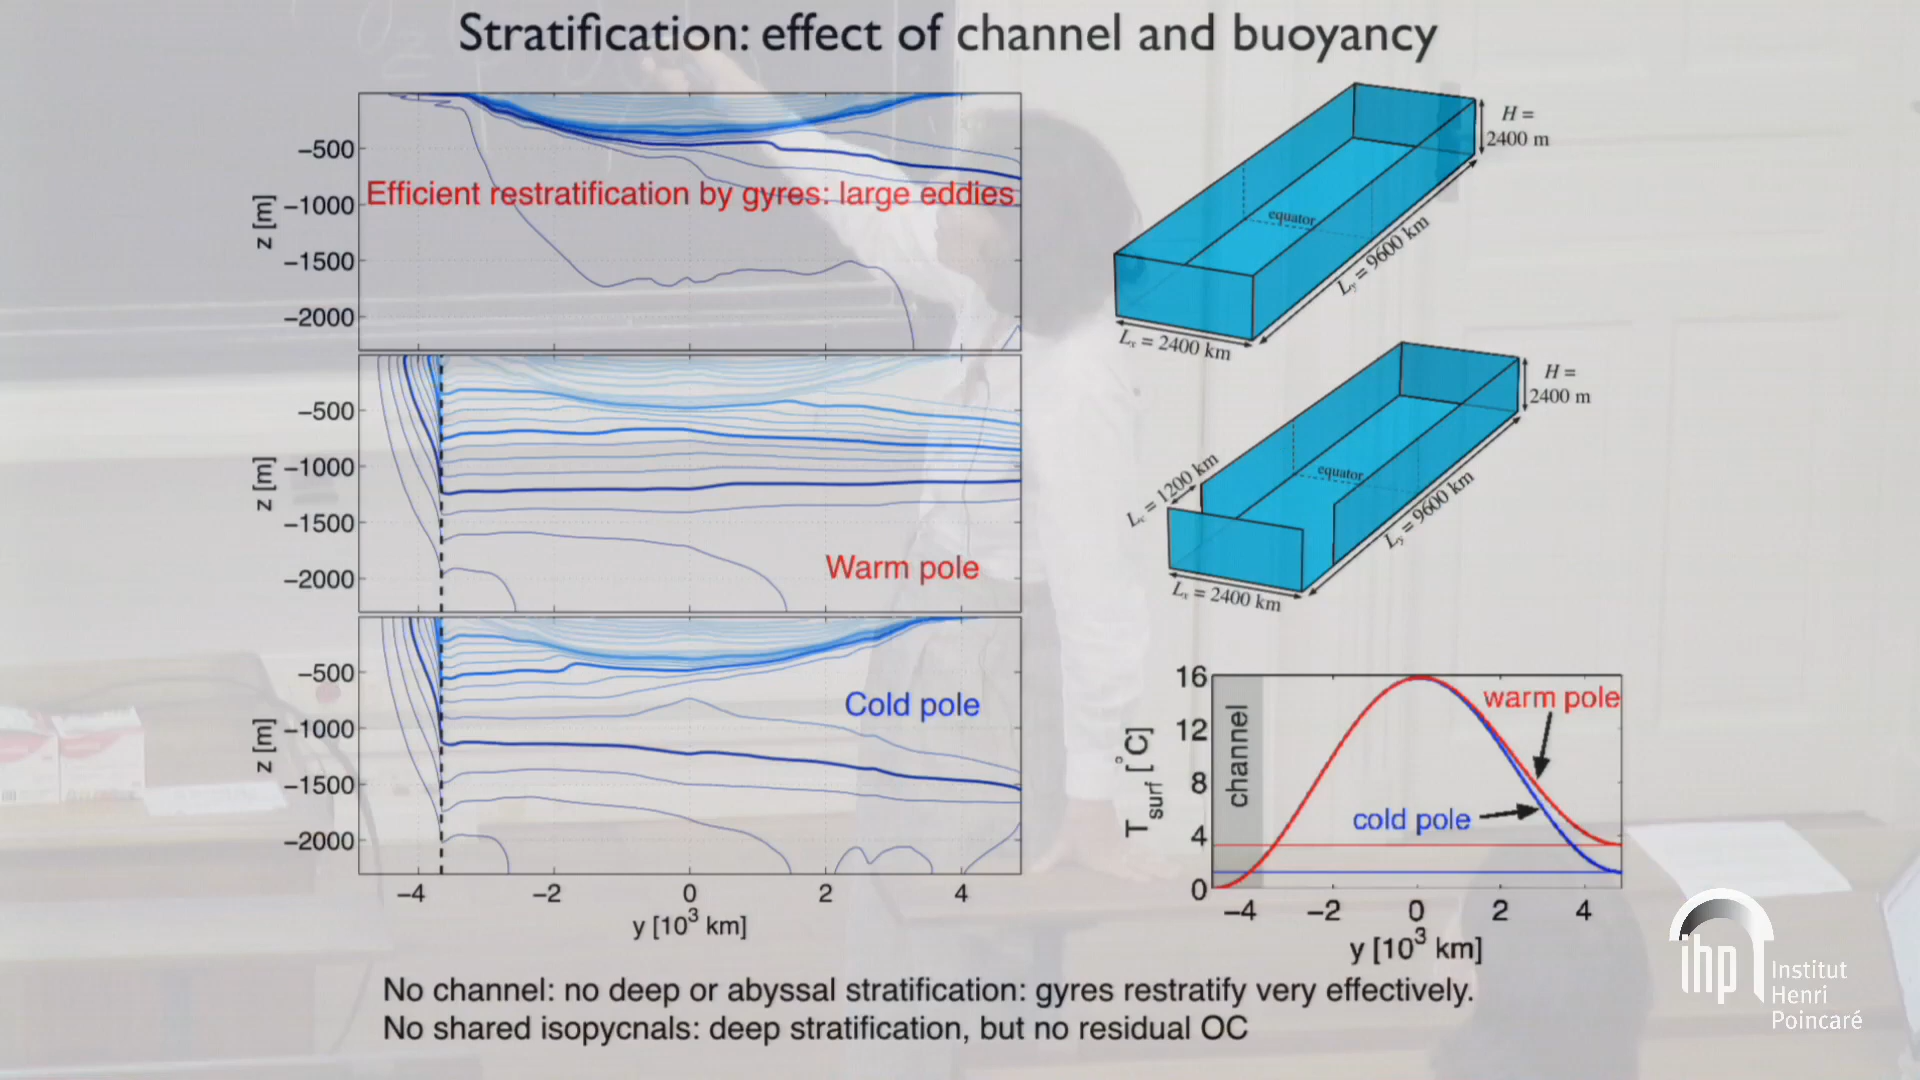 Stratification: effect of channel and buoyancy
−500
−1000
−1500
−2000
z [m]
Efficient restratification by gyres: large eddies
−500
−1000
−1500
−2000
z [m]
Warm pole
−500
−1000
−1500
−2000
z [m]
Cold pole
−4
−2
0
2
4
y [10³ km]
H =
2400 m
equator
Ly = 9600 km
Lx = 2400 km
H =
2400 m
Lc = 1200 km
equator
Ly = 9600 km
Lx = 2400 km
16
12
8
4
0
Tsurf [°C]
channel
warm pole
cold pole
−4
−2
0
2
4
y [10³ km]
No channel: no deep or abyssal stratification: gyres restratify very effectively.
No shared isopycnals: deep stratification, but no residual OC
ihp
Institut
Henri
Poincaré